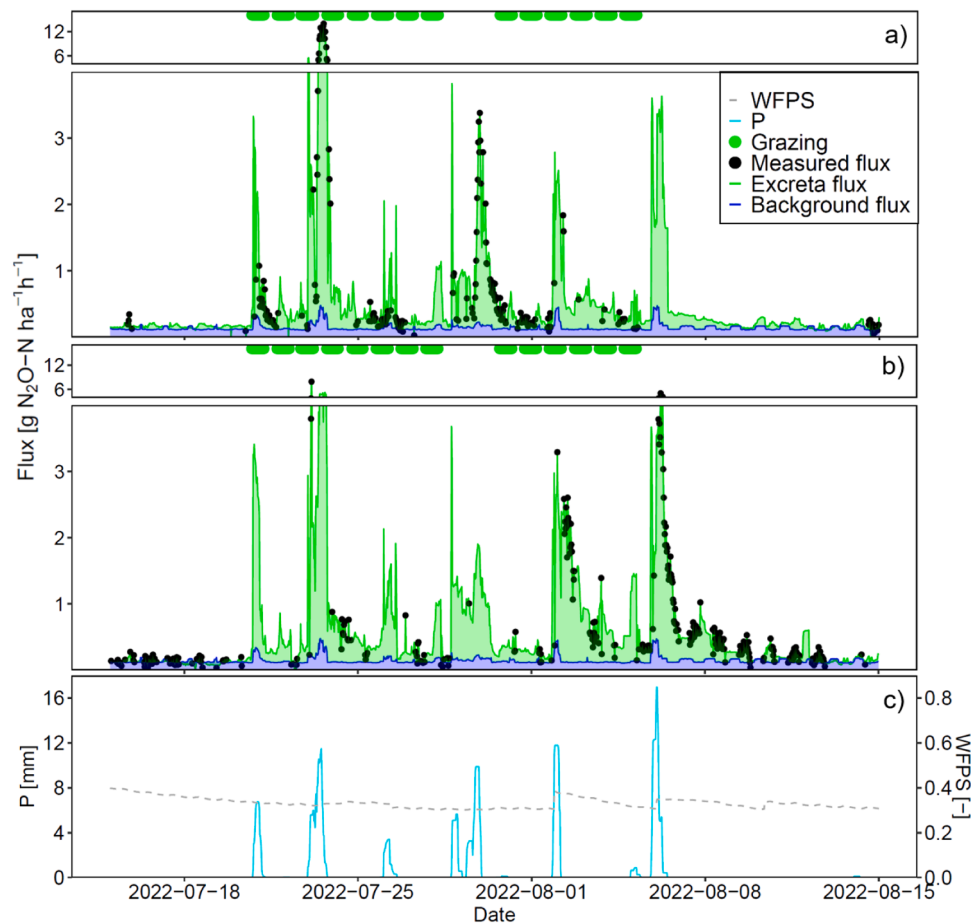 12
6
a)
WFPS
P
Grazing
Measured flux
Excreta flux
Background flux
3
2
1
Flux [g N₂O−N ha⁻¹h⁻¹]
12
6
b)
3
2
1
16
12
8
4
0
P [mm]
c)
0.8
0.6
0.4
0.2
0.0
WFPS [−]
2022−07−18 2022−07−25 2022−08−01 2022−08−08 2022−08−15
Date